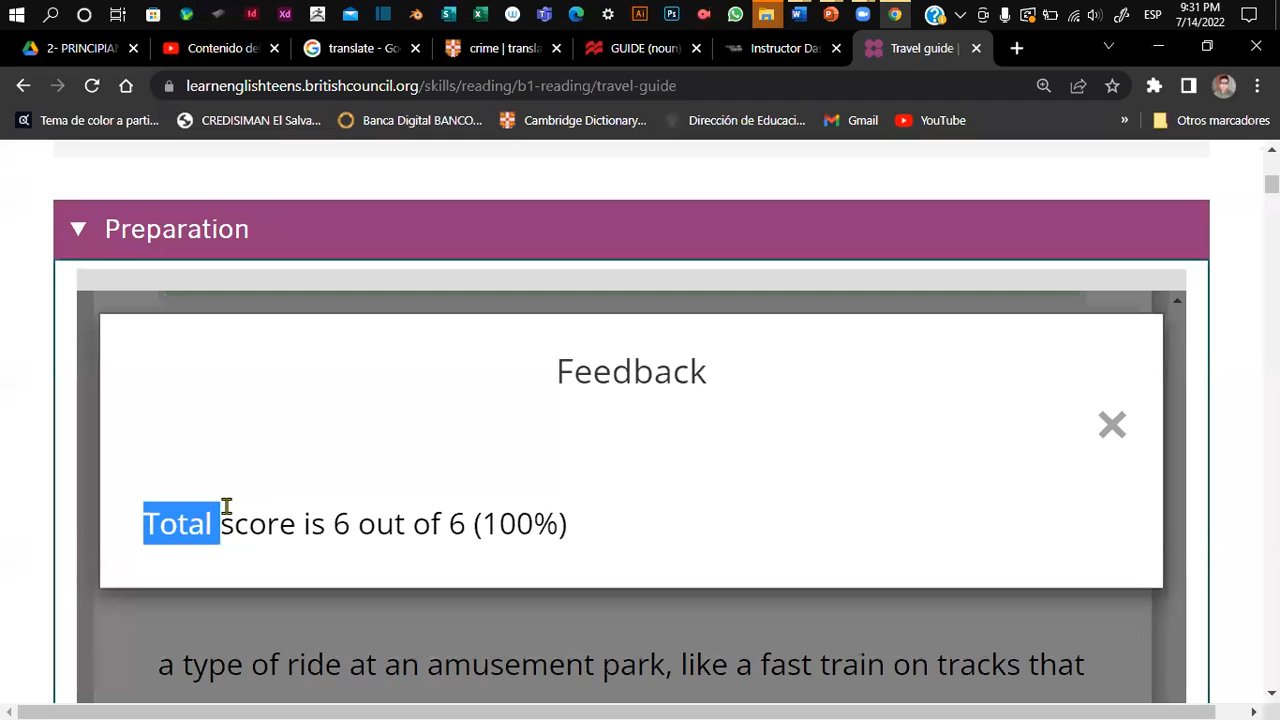 9:31 PM
ESP
7/14/2022
2- PRINCIPIAN
Contenido de
translate - Go
crime | transl
GUIDE (noun)
Instructor Das
Travel guide |
learnenglishteens.britishcouncil.org/skills/reading/b1-reading/travel-guide
Tema de color a parti...
CREDISIMAN El Salva...
Banca Digital BANCO...
Cambridge Dictionary...
Dirección de Educaci...
Gmail
YouTube
»
Otros marcadores
Preparation
Feedback
Total score is 6 out of 6 (100%)
a type of ride at an amusement park, like a fast train on tracks that